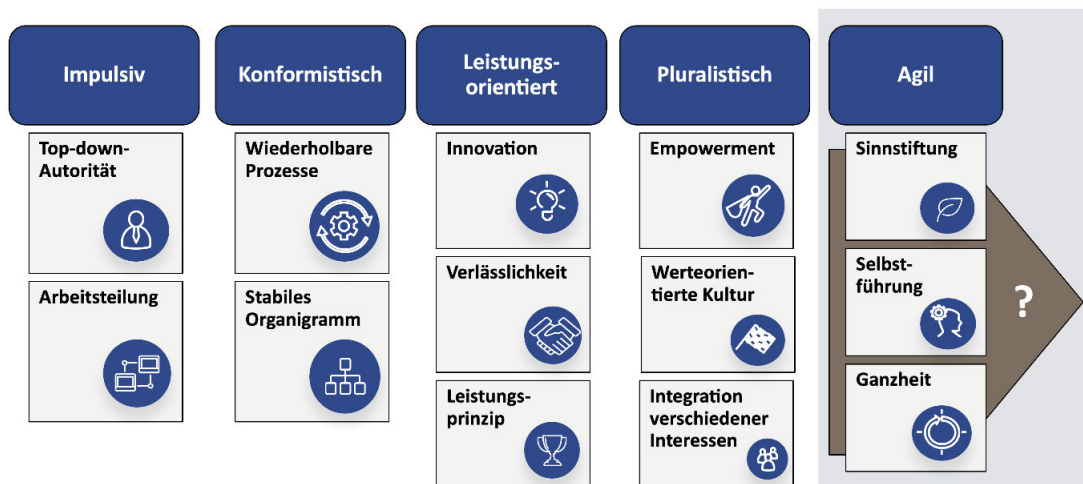 Impulsiv
Konformistisch
Leistungs-
orientiert
Pluralistisch
Agil
Top-down-
Autorität
Arbeitsteilung
Wiederholbare
Prozesse
Stabiles
Organigramm
Innovation
Verlässlichkeit
Leistungs-
prinzip
Empowerment
Werteorien-
tierte Kultur
Integration
verschiedener
Interessen
Sinnstiftung
Selbst-
führung
Ganzheit
?